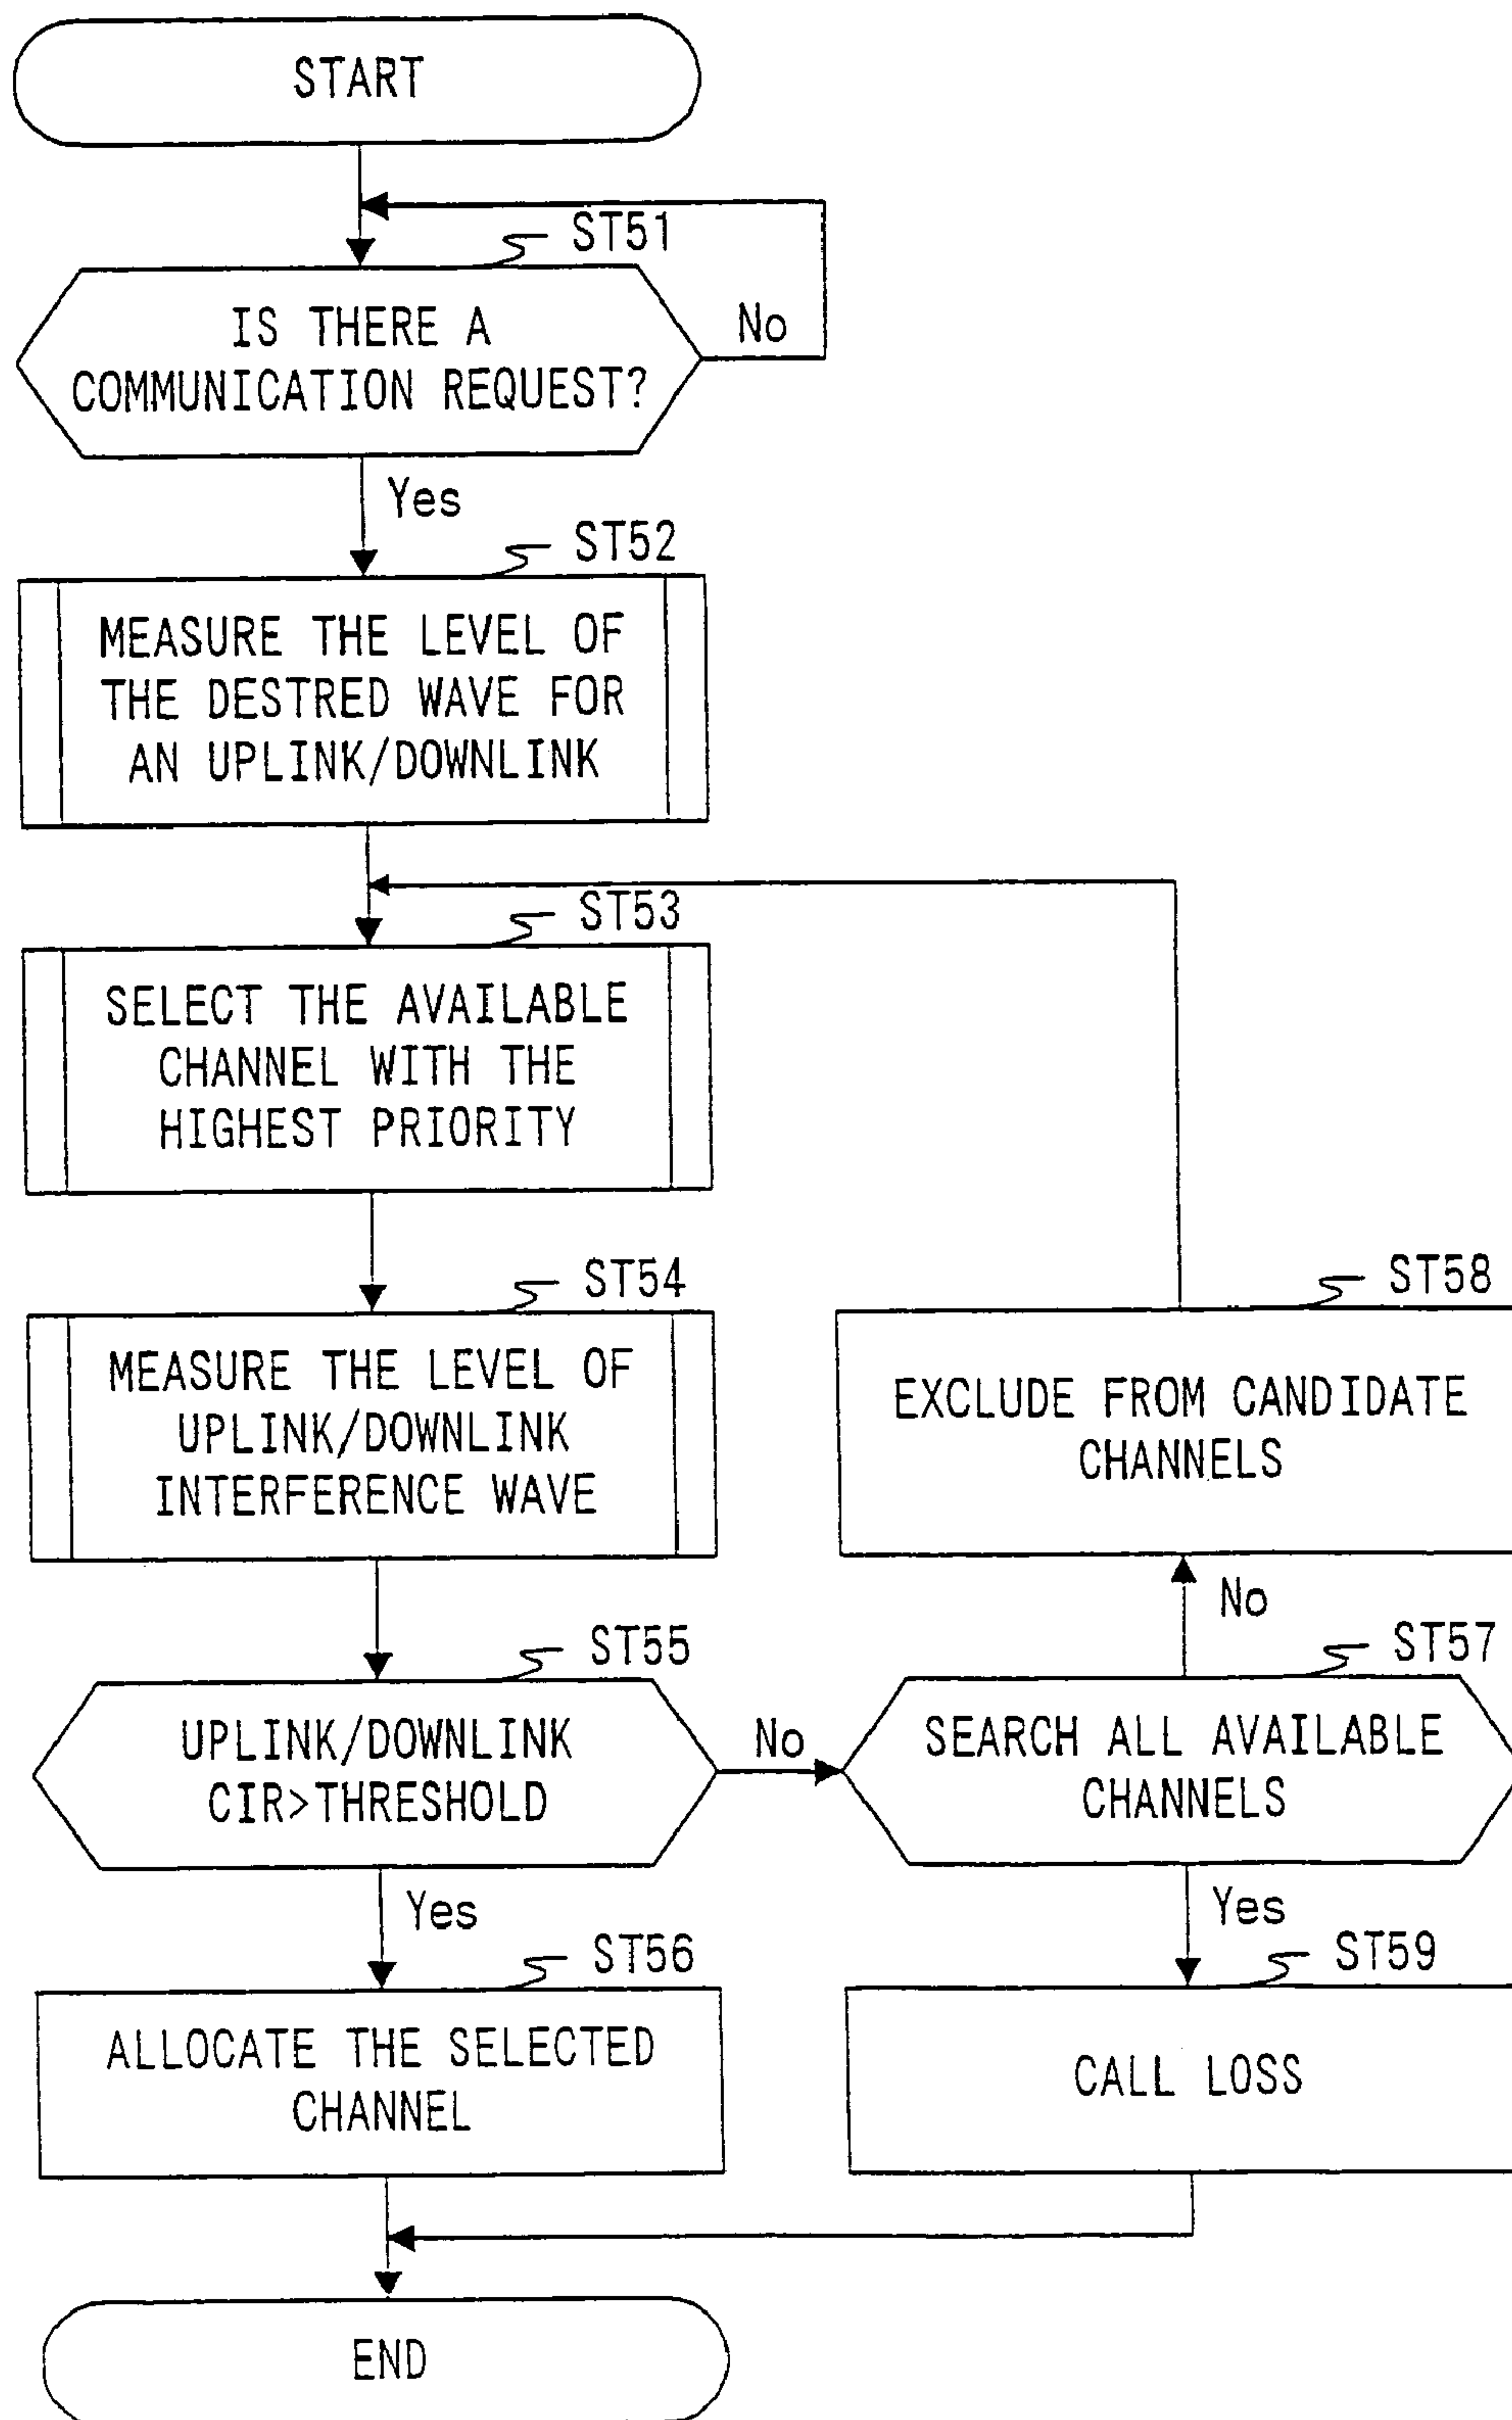 START
ST51
IS THERE A
COMMUNICATION REQUEST?
No
Yes
ST52
MEASURE THE LEVEL OF
THE DESTRED WAVE FOR
AN UPLINK/DOWNLINK
ST53
SELECT THE AVAILABLE
CHANNEL WITH THE
HIGHEST PRIORITY
ST54
MEASURE THE LEVEL OF
UPLINK/DOWNLINK
INTERFERENCE WAVE
ST58
EXCLUDE FROM CANDIDATE
CHANNELS
No
ST55
UPLINK/DOWNLINK
CIR>THRESHOLD
No
ST57
SEARCH ALL AVAILABLE
CHANNELS
Yes
Yes
ST56
ALLOCATE THE SELECTED
CHANNEL
ST59
CALL LOSS
END